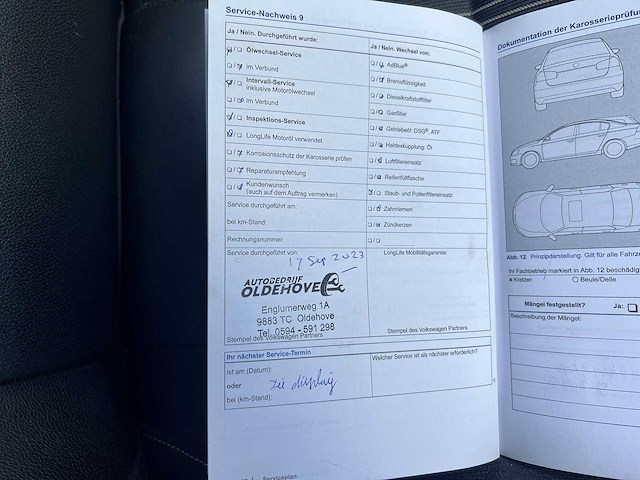 Service-Nachweis 9
Ja / Nein. Durchgeführt wurde:
Ölwechsel-Service
im Verbund
Intervall-Service
inklusive Motorölwechsel
im Verbund
Inspektions-Service
LongLife Motoröl verwendet
Korrosionsschutz der Karosserie prüfen
Reparaturempfehlung
Kundenwunsch
(auch auf dem Auftrag vermerken)
Service durchgeführt am:
bei km-Stand:
Rechnungsnummer:
Service durchgeführt von:
17 Sep 2023
AUTOBEDRIJF
OLDEHOVE
Englumerweg 1A
9883 TC Oldehove
Tel. 0594 - 591 298
Stempel des Volkswagen Partners
Ja / Nein. Wechsel von:
AdBlue®
Bremsflüssigkeit
Dieselkraftstofffilter
Gasfilter
Getriebeöl: DSG®, ATF
Haldexkupplung: Öl
Luftfiltereinsatz
Reifenfüllflasche
Staub- und Pollenfiltereinsatz
Zahnriemen
Zündkerzen
LongLife Mobilitätsgarantie:
Stempel des Volkswagen Partners
Ihr nächster Service-Termin
ist am (Datum):
oder
zie display
bei (km-Stand):
Welcher Service ist als nächster erforderlich?
Serviceplan
Dokumentation der Karosserieprüfun
Abb. 12 Prinzipdarstellung. Gilt für alle Fahrze
Ihr Fachbetrieb markiert in Abb. 12 beschädig
Kratzer
Beule/Delle
Mängel festgestellt?
Ja:
Beschreibung der Mängel: